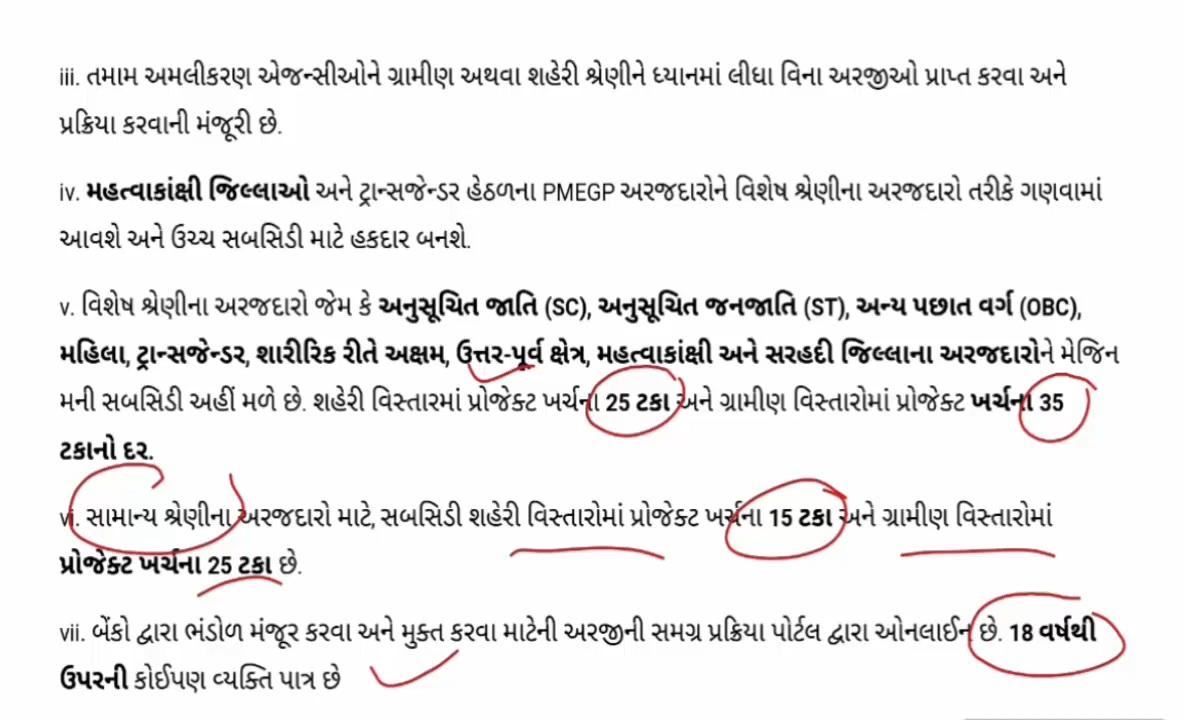 iii. તમામ અમલીકરણ એજન્સીઓને ગ્રામીણ અથવા શહેરી શ્રેણીને ધ્યાનમાં લીધા વિના અરજીઓ પ્રાપ્ત કરવા અને
પ્રક્રિયા કરવાની મંજૂરી છે.
iv. મહત્વાકાંક્ષી જિલ્લાઓ અને ટ્રાન્સજેન્ડર હેઠળના PMEGP અરજદારોને વિશેષ શ્રેણીના અરજદારો તરીકે ગણવામાં
આવશે અને ઉચ્ચ સબસિડી માટે હકદાર બનશે.
v. વિશેષ શ્રેણીના અરજદારો જેમ કે અનુસૂચિત જાતિ (SC), અનુસૂચિત જનજાતિ (ST), અન્ય પછાત વર્ગ (OBC),
મહિલા, ટ્રાન્સજેન્ડર, શારીરિક રીતે અક્ષમ, ઉત્તર-પૂર્વ ક્ષેત્ર, મહત્વાકાંક્ષી અને સરહદી જિલ્લાના અરજદારોને મેજિન
મની સબસિડી અહીં મળે છે. શહેરી વિસ્તારમાં પ્રોજેક્ટ ખર્ચના 25 ટકા અને ગ્રામીણ વિસ્તારોમાં પ્રોજેક્ટ ખર્ચના 35
ટકાનો દર.
vi. સામાન્ય શ્રેણીના અરજદારો માટે, સબસિડી શહેરી વિસ્તારોમાં પ્રોજેક્ટ ખર્ચના 15 ટકા અને ગ્રામીણ વિસ્તારોમાં
પ્રોજેક્ટ ખર્ચના 25 ટકા છે.
vii. બેંકો દ્વારા ભંડોળ મંજૂર કરવા અને મુક્ત કરવા માટેની અરજીની સમગ્ર પ્રક્રિયા પોર્ટલ દ્વારા ઓનલાઈન છે. 18 વર્ષથી
ઉપરની કોઈપણ વ્યક્તિ પાત્ર છે